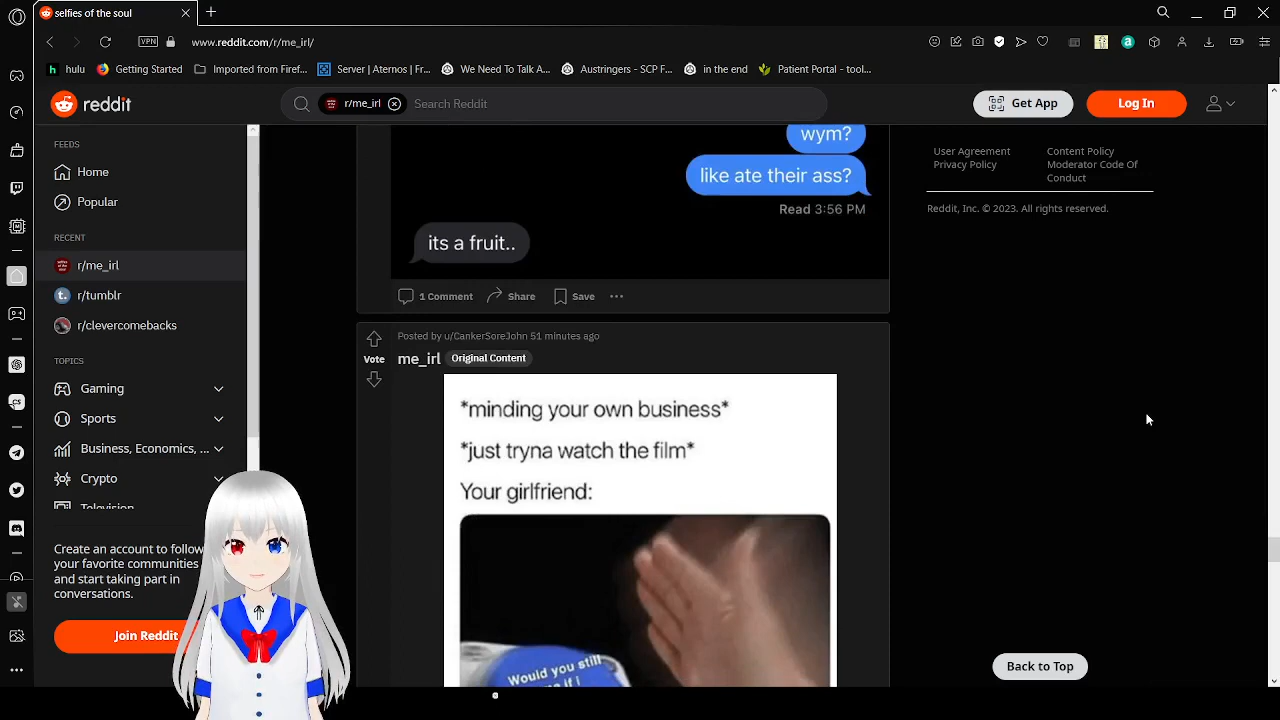 selfies of the soul
VPN
www.reddit.com/r/me_irl/
hulu
Getting Started
Imported from Firef...
Server | Aternos | Fr...
We Need To Talk A...
Austringers - SCP F...
in the end
Patient Portal - tool...
reddit
r/me_irl
Search Reddit
Get App
Log In
FEEDS
Home
Popular
RECENT
r/me_irl
r/tumblr
r/clevercomebacks
TOPICS
Gaming
Sports
Business, Economics, ...
Crypto
Television
Create an account to follow
your favorite communities
and start taking part in
conversations.
Join Reddit
wym?
like ate their ass?
Read 3:56 PM
its a fruit..
1 Comment
Share
Save
Vote
Posted by u/CankerSoreJohn 51 minutes ago
me_irl
Original Content
*minding your own business*
*just tryna watch the film*
Your girlfriend:
Would you still
me if i
User Agreement
Privacy Policy
Content Policy
Moderator Code Of
Conduct
Reddit, Inc. © 2023. All rights reserved.
Back to Top